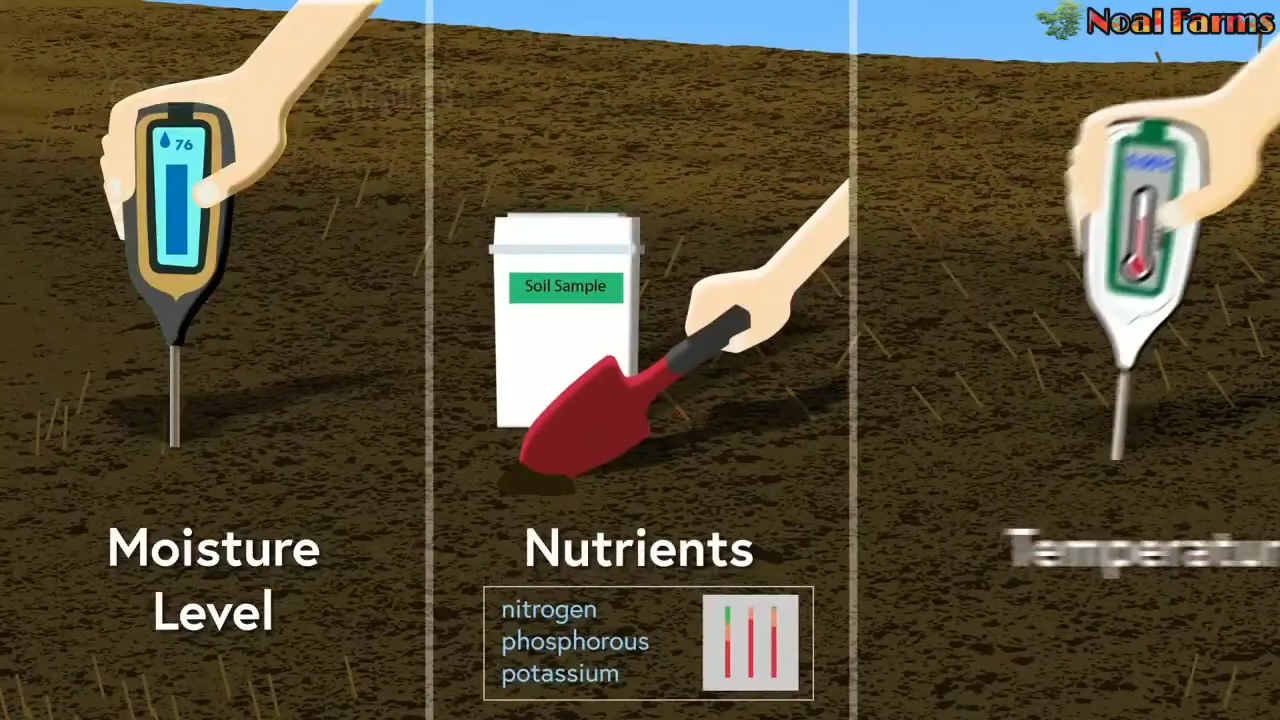 Noal Farms
76
Soil Sample
Moisture
Level
Nutrients
nitrogen
phosphorous
potassium